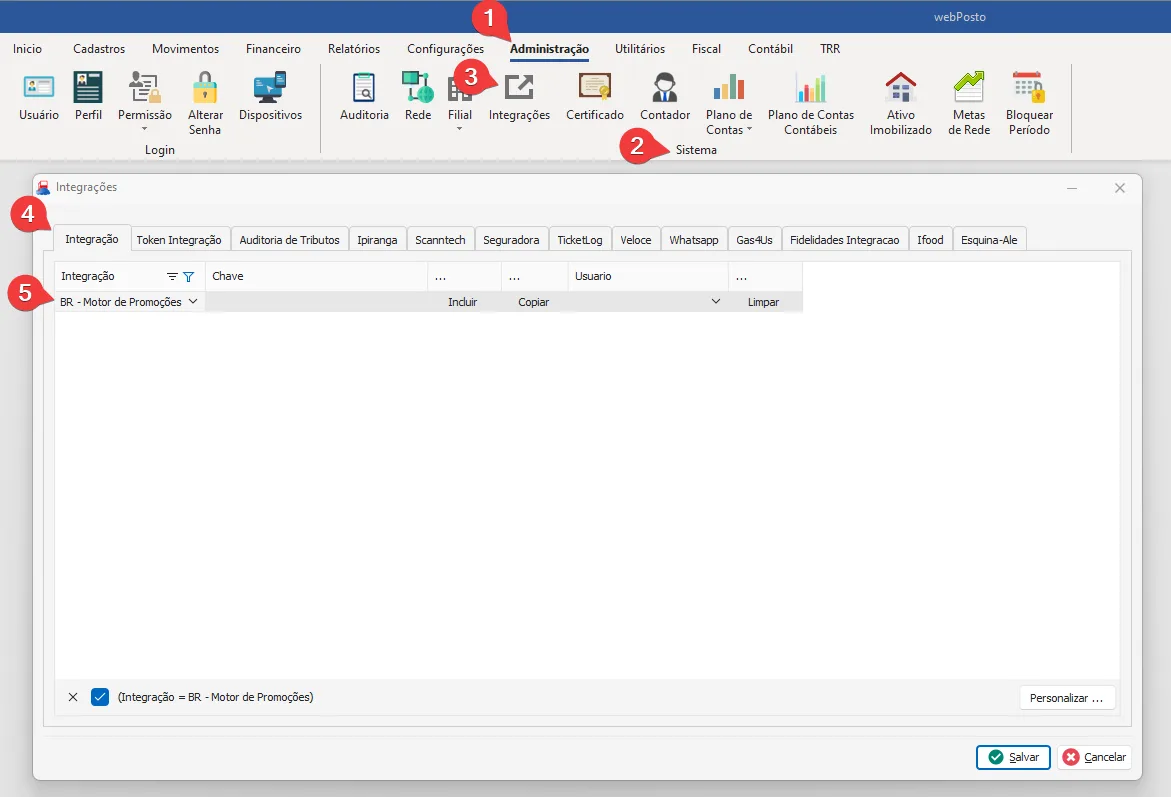 webPosto
1
Inicio Cadastros Movimentos Financeiro Relatórios Configurações Administração Utilitários Fiscal Contábil TRR
3
Usuário Perfil Permissão Alterar Senha Dispositivos Auditoria Rede Filial Integrações Certificado Contador Plano de Contas Plano de Contas Contábeis Ativo Imobilizado Metas de Rede Bloquear Período
Login 2 Sistema
Integrações
4
Integração Token Integração Auditoria de Tributos Ipiranga Scanntech Seguradora TicketLog Veloce Whatsapp Gas4Us Fidelidades Integracao Ifood Esquina-Ale
Integração Chave ... ... Usuario ...
5
BR - Motor de Promoções Incluir Copiar Limpar
(Integração = BR - Motor de Promoções) Personalizar ...
Salvar Cancelar